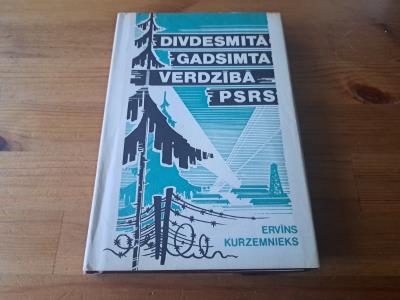 DIVDESMITĀ
GADSIMTA
VERDZĪBA
PSRS
ERVĪNS
KURZEMNIEKS